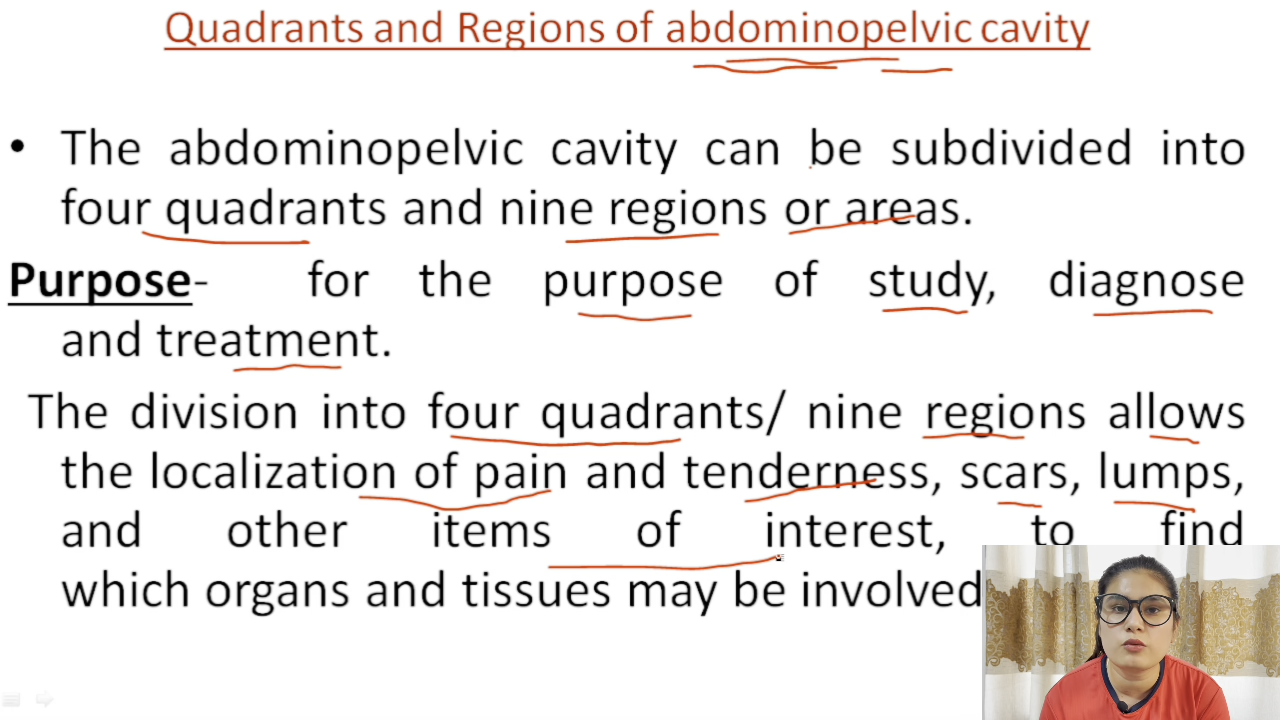 Quadrants and Regions of abdominopelvic cavity
• The abdominopelvic cavity can be subdivided into
four quadrants and nine regions or areas.
Purpose- for the purpose of study, diagnose
and treatment.
The division into four quadrants/ nine regions allows
the localization of pain and tenderness, scars, lumps,
and other items of interest, to find
which organs and tissues may be involved